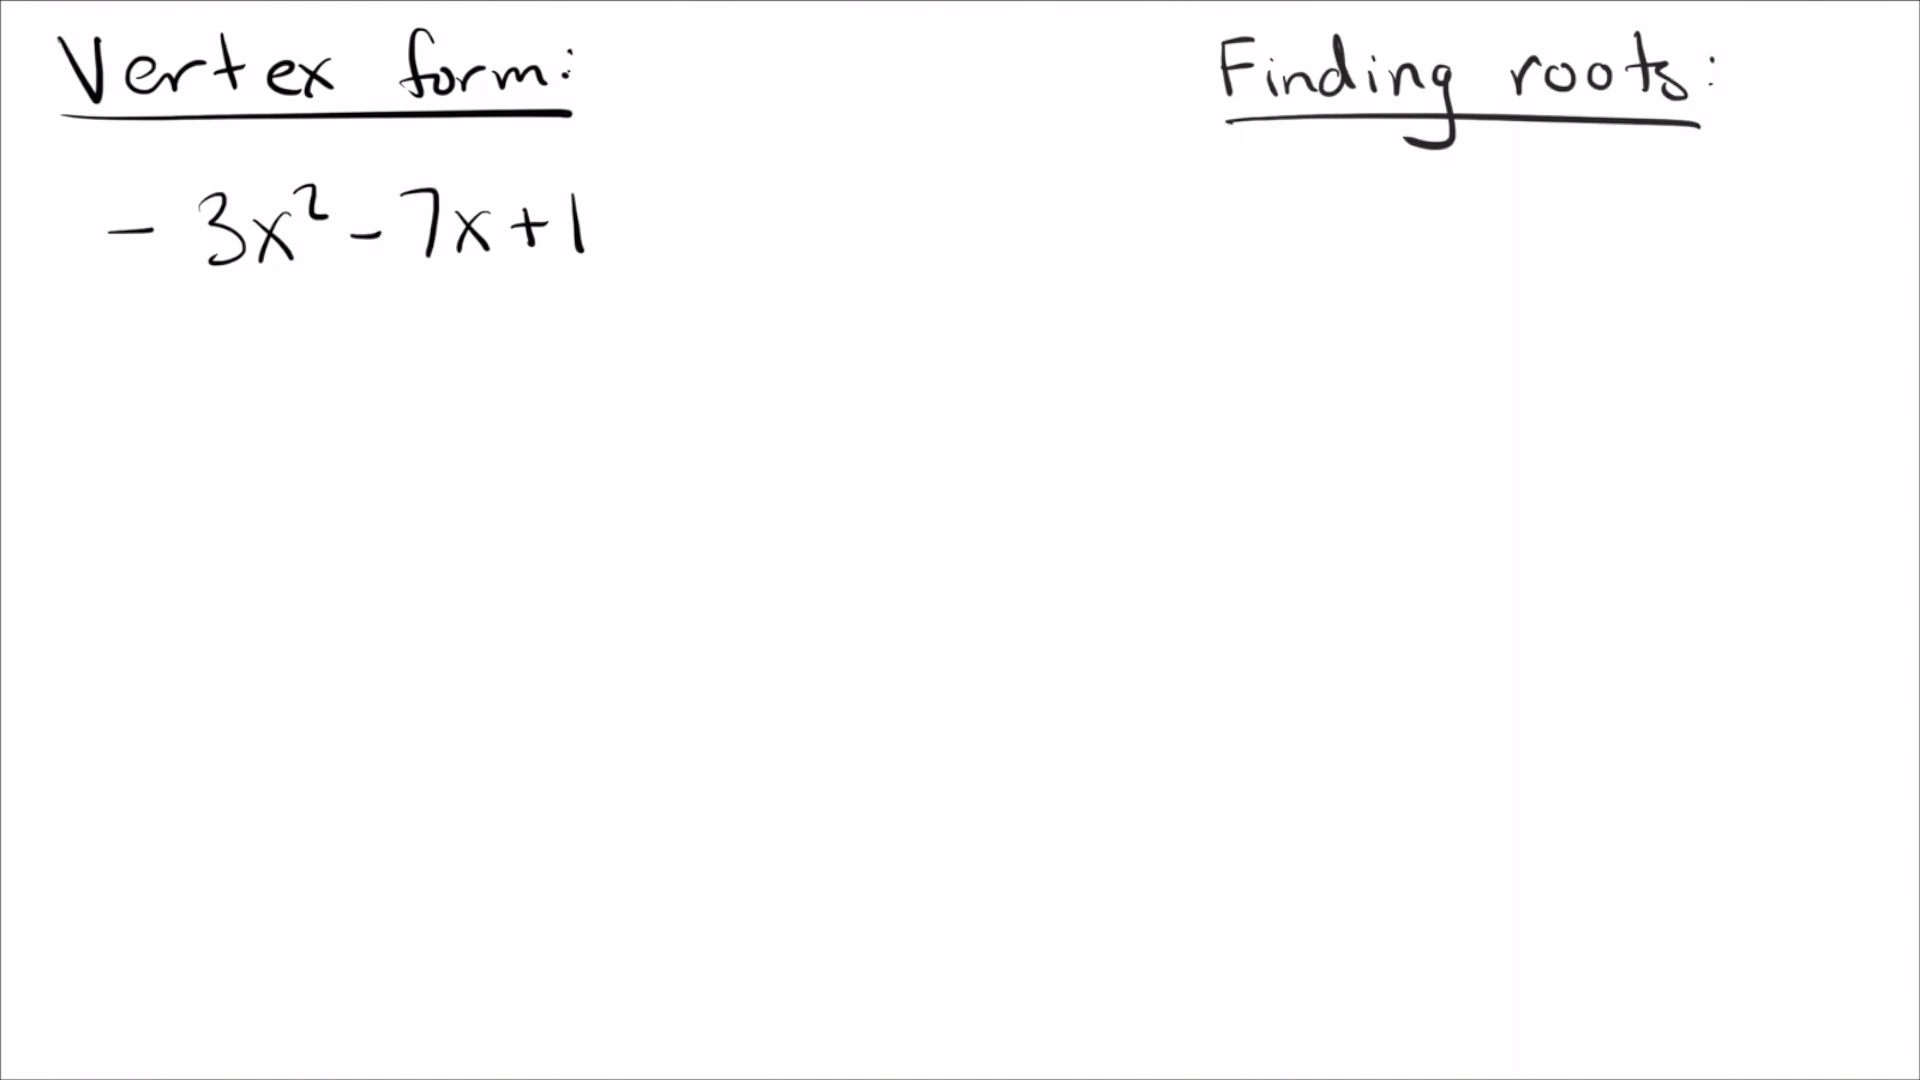 Vertex form:
Finding roots:
- 3x² - 7x + 1